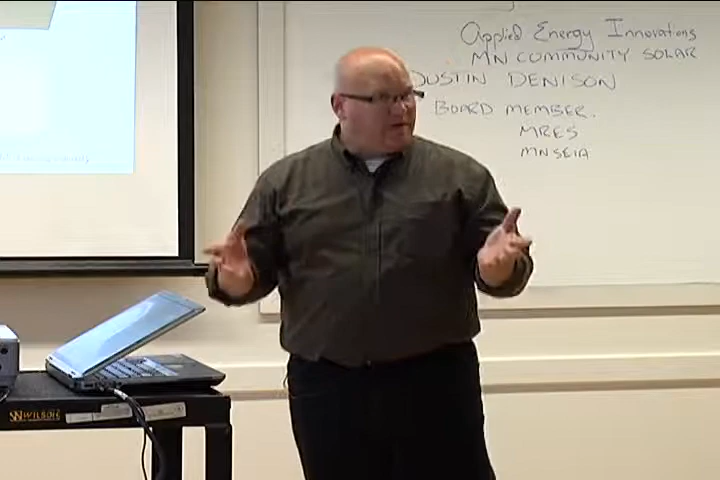 Applied Energy Innovations
MN COMMUNITY SOLAR
DUSTIN DENISON
BOARD MEMBER.
MRES
MNSEIA
WILSON